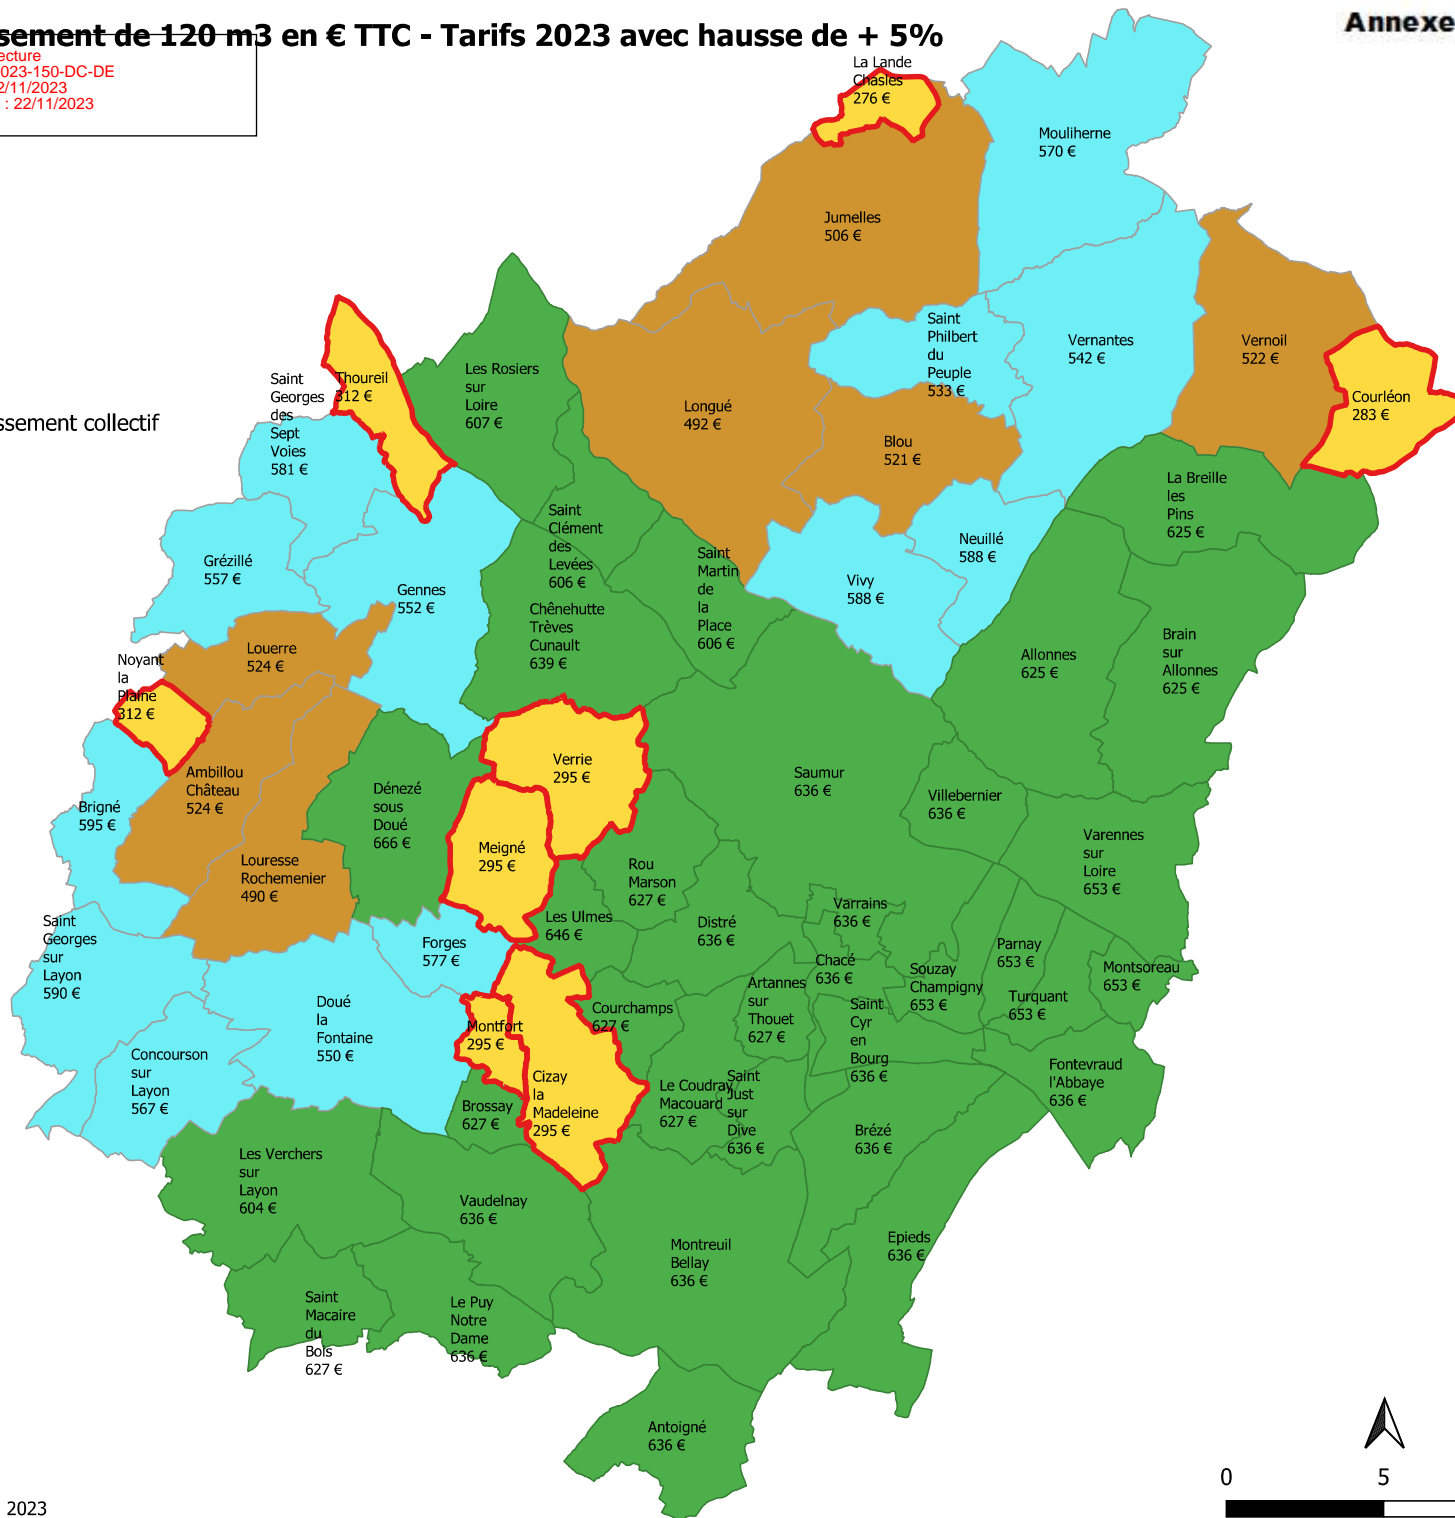 sement de 120 m3 en € TTC - Tarifs 2023 avec hausse de + 5%
Annexe
ecture
023-150-DC-DE
2/11/2023
: 22/11/2023
La Lande
Chasles
276 €
Mouliherne
570 €
Jumelles
506 €
Saint
Philbert
du
Peuple
533 €
Vernantes
542 €
Vernoil
522 €
Courléon
283 €
Thoureil
312 €
Les Rosiers
sur
Loire
607 €
Saint
Georges
des
Sept
Voies
581 €
ssement collectif
Longué
492 €
Blou
521 €
La Breille
les
Pins
625 €
Saint
Clément
des
Levées
606 €
Neuillé
588 €
Saint
Martin
de
la
Place
606 €
Grézillé
557 €
Vivy
588 €
Gennes
552 €
Chênehutte
Trèves
Cunault
639 €
Brain
sur
Allonnes
625 €
Louerre
524 €
Allonnes
625 €
Noyant
la
Plaine
312 €
Verrie
295 €
Ambillou
Château
524 €
Saumur
636 €
Dénezé
sous
Doué
666 €
Villebernier
636 €
Brigné
595 €
Varennes
sur
Loire
653 €
Meigné
295 €
Louresse
Rochemenier
490 €
Rou
Marson
627 €
Varrains
636 €
Les Ulmes
646 €
Distré
636 €
Saint
Georges
sur
Layon
590 €
Forges
577 €
Parnay
653 €
Chacé
636 €
Souzay
Champigny
653 €
Montsoreau
653 €
Artannes
sur
Thouet
627 €
Turquant
653 €
Doué
la
Fontaine
550 €
Courchamps
627 €
Saint
Cyr
en
Bourg
636 €
Montfort
295 €
Concourson
sur
Layon
567 €
Fontevraud
l'Abbaye
636 €
Cizay
la
Madeleine
295 €
Saint
Just
sur
Dive
636 €
Le Coudray
Macouard
627 €
Brossay
627 €
Brézé
636 €
Les Verchers
sur
Layon
604 €
Vaudelnay
636 €
Epieds
636 €
Montreuil
Bellay
636 €
Saint
Macaire
du
Bois
627 €
Le Puy
Notre
Dame
636 €
Antoigné
636 €
0 5
2023